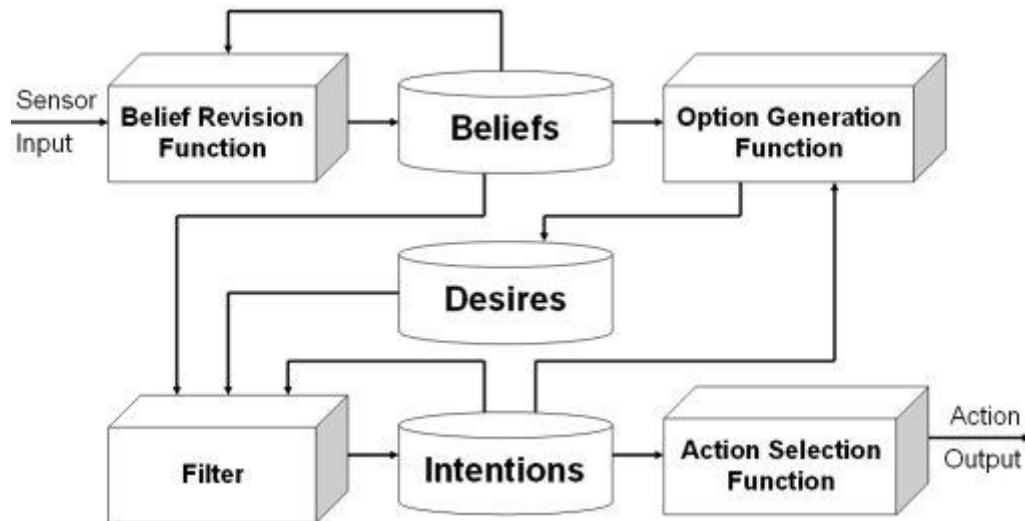 Sensor
Input
Belief Revision
Function
Beliefs
Option Generation
Function
Desires
Filter
Intentions
Action Selection
Function
Action
Output